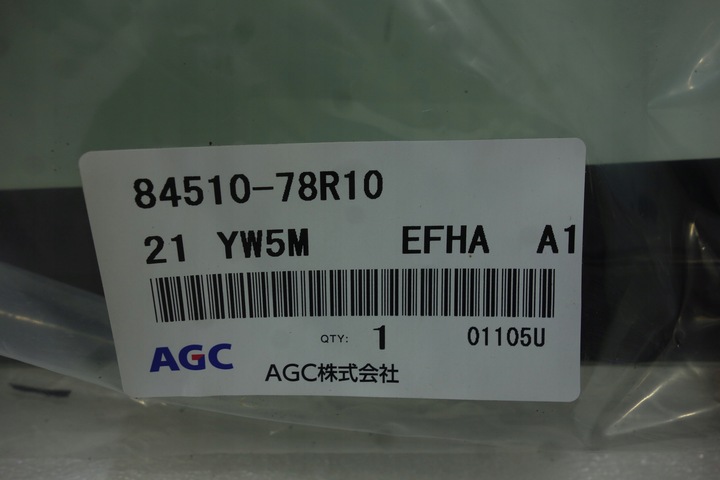 84510-78R10
21 YW5M EFHA A1
QTY: 1 01105U
AGC
AGC株式会社